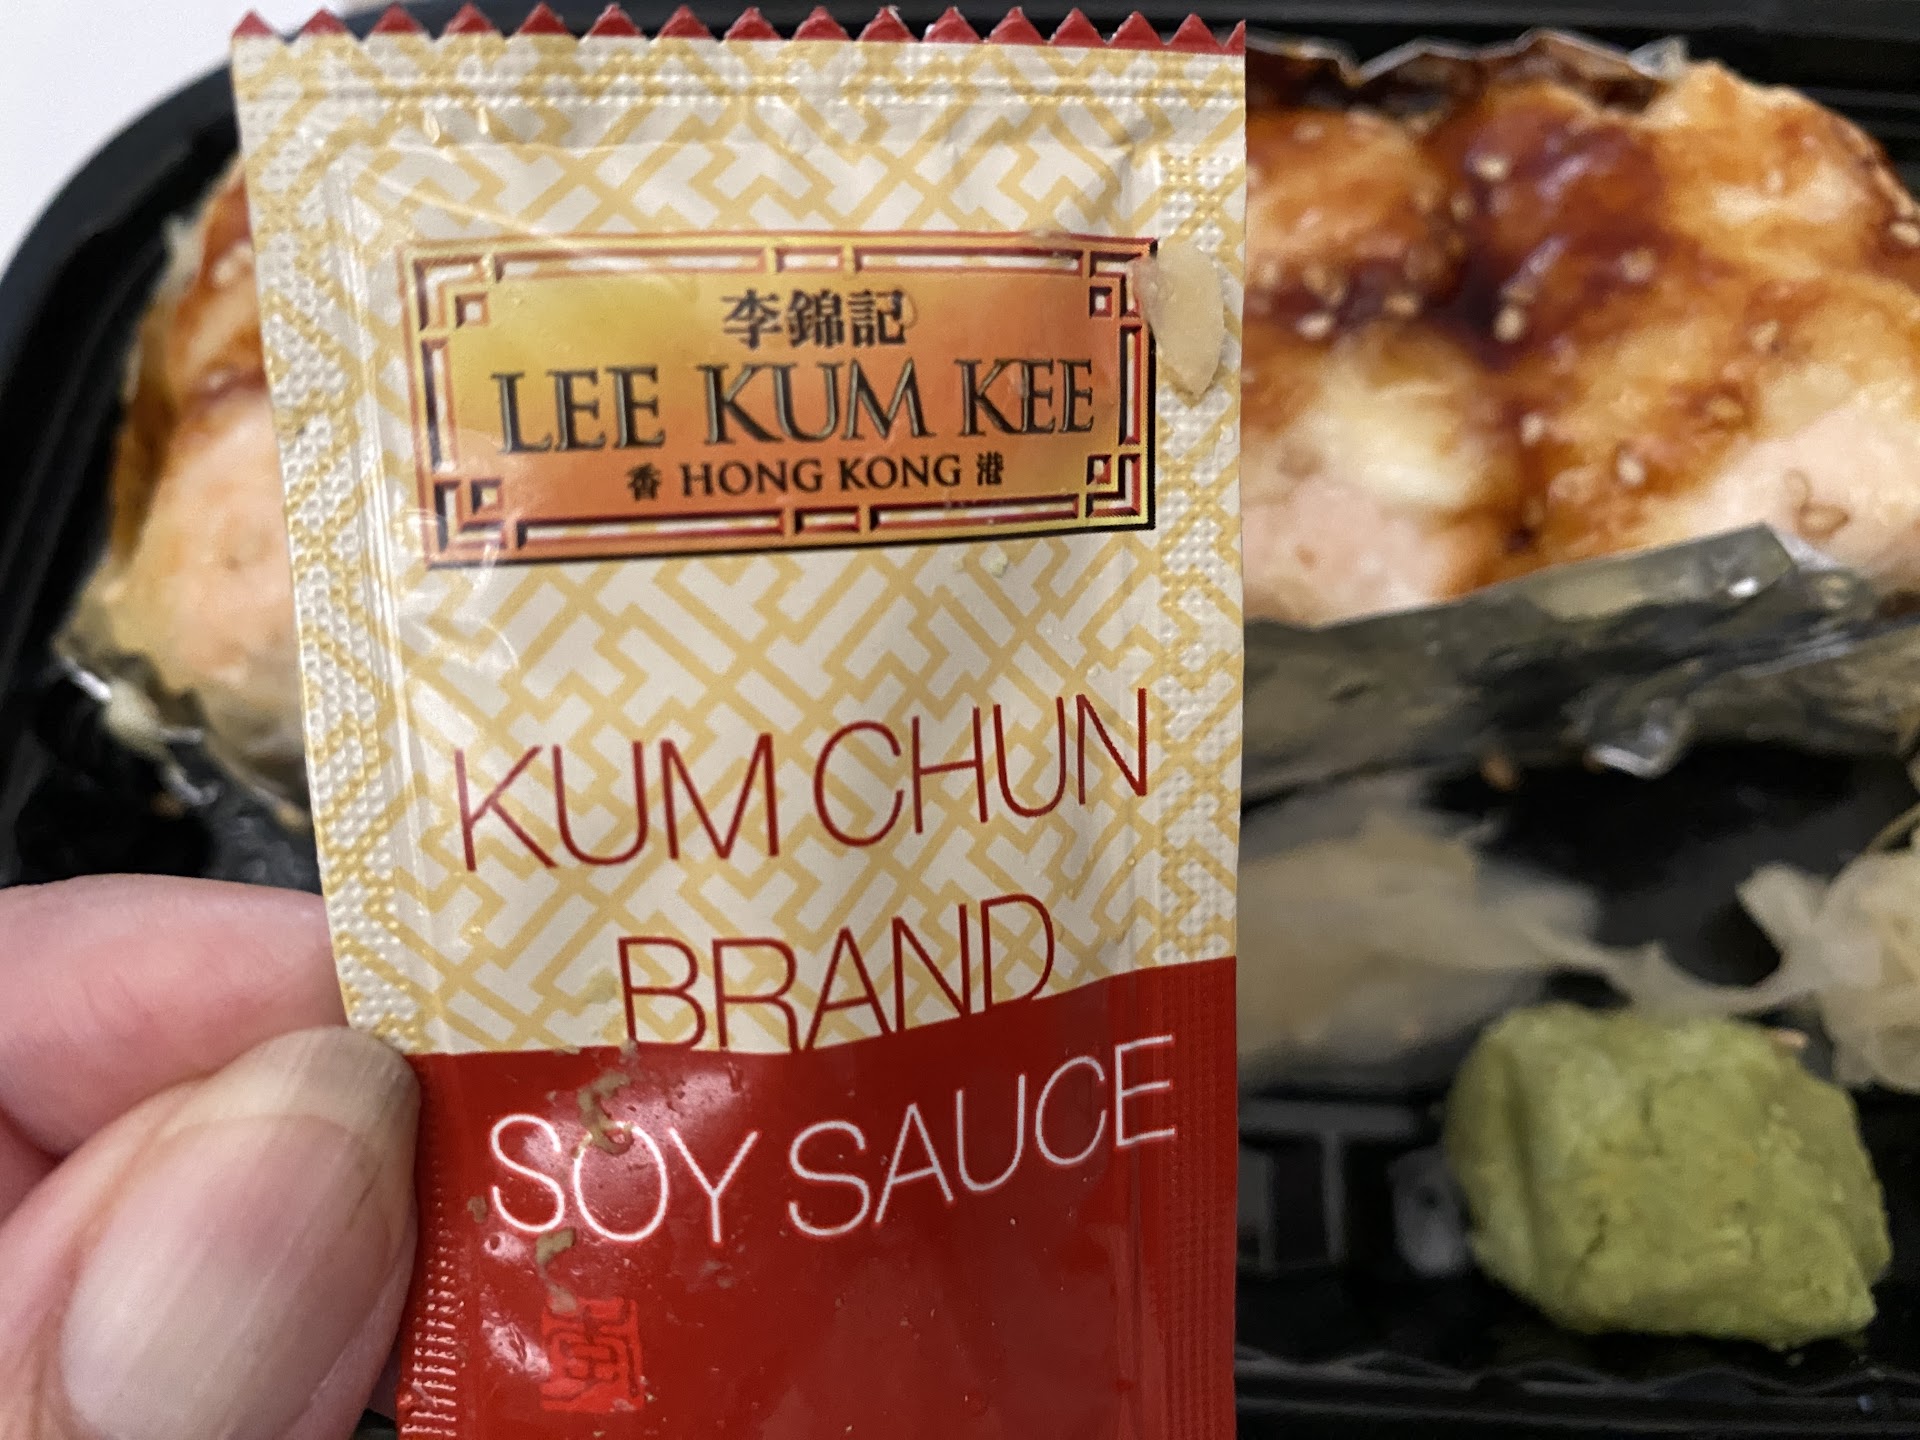 李錦記
LEE KUM KEE
香 HONG KONG 港
KUM CHUN
BRAND
SOY SAUCE